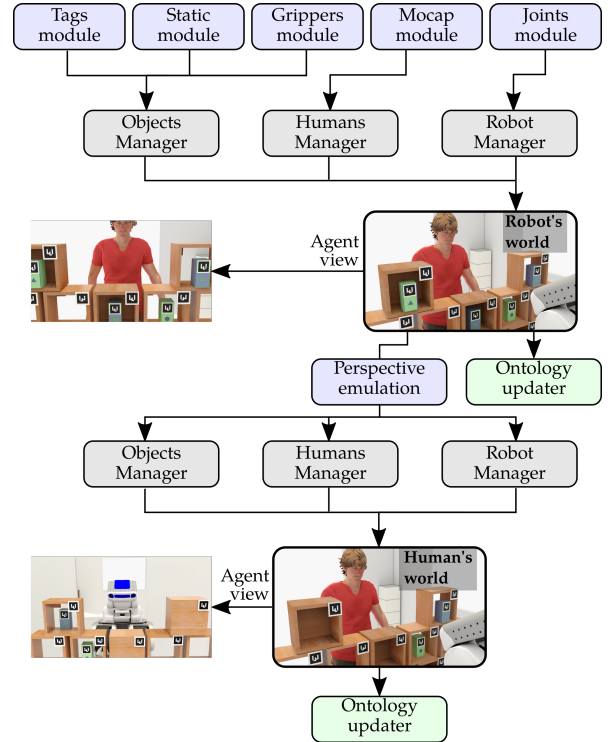 Tags
module
Static
module
Grippers
module
Mocap
module
Joints
module
Objects
Manager
Humans
Manager
Robot
Manager
Agent
view
Robot's
world
Perspective
emulation
Ontology
updater
Objects
Manager
Humans
Manager
Robot
Manager
Agent
view
Human's
world
Ontology
updater